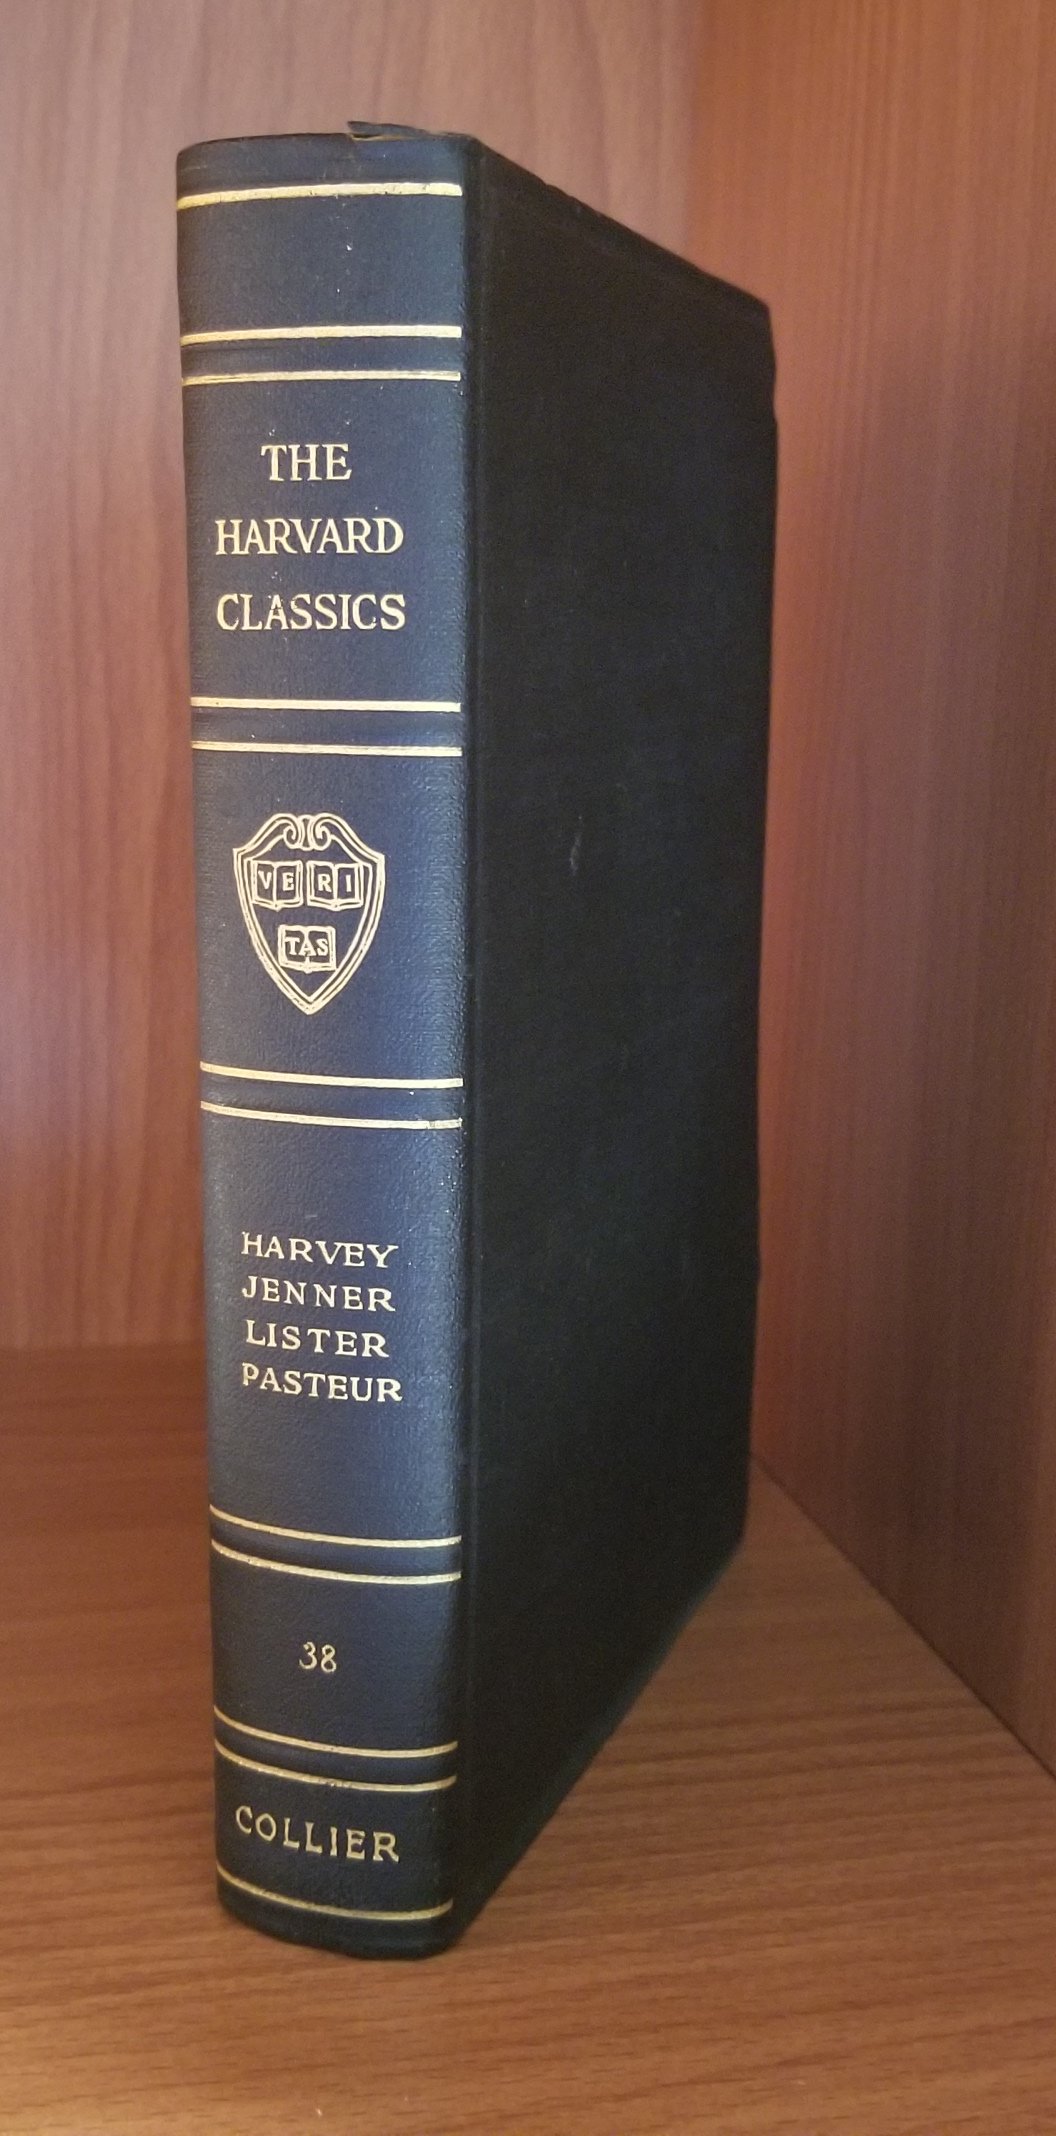 THE
HARVARD
CLASSICS
VE RI
TAS
HARVEY
JENNER
LISTER
PASTEUR
38
COLLIER